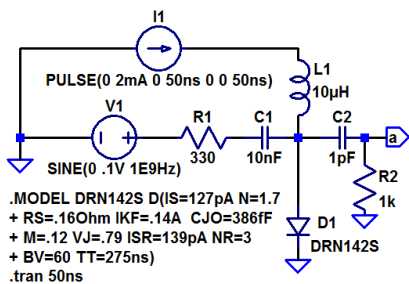 I1
PULSE(0 2mA 0 50ns 0 0 50ns)
L1
10µH
V1
R1
C1
C2
a
330
10nF
1pF
SINE(0 .1V 1E9Hz)
R2
1k
D1
DRN142S
.MODEL DRN142S D(IS=127pA N=1.7
+ RS=.16Ohm IKF=.14A CJO=386fF
+ M=.12 VJ=.79 ISR=139pA NR=3
+ BV=60 TT=275ns)
.tran 50ns